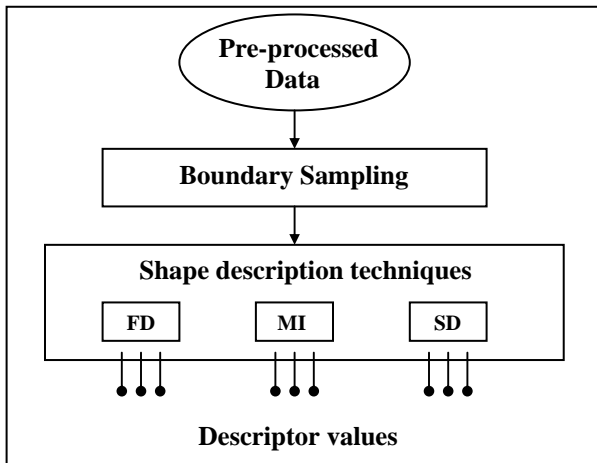 Pre-processed
Data
Boundary Sampling
Shape description techniques
FD MI SD
Descriptor values